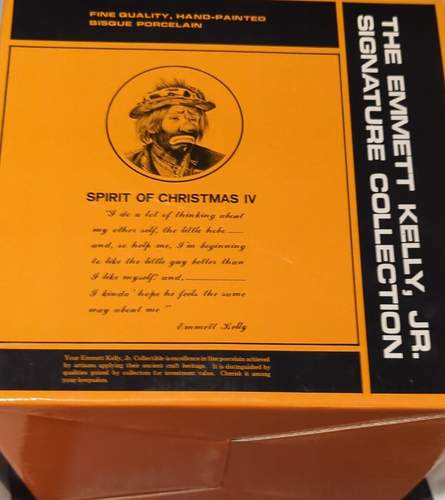 FINE QUALITY, HAND-PAINTED
BISQUE PORCELAIN
THE EMMETT KELLY, JR.
SIGNATURE COLLECTION
SPIRIT OF CHRISTMAS IV
"I do a lot of thinking about
my other self, the little hobo
and, so help me, I'm beginning
to like the little guy better than
I like myself! and,
I kinda' hope he feels the same
way about me"
Emmett Kelly
Your Emmett Kelly, Jr. Collectible is excellence in fine porcelain achieved
by artisans applying their ancient craft heritage. It is distinguished by
qualities prized by collectors for investment value. Cherish it among
your keepsakes.